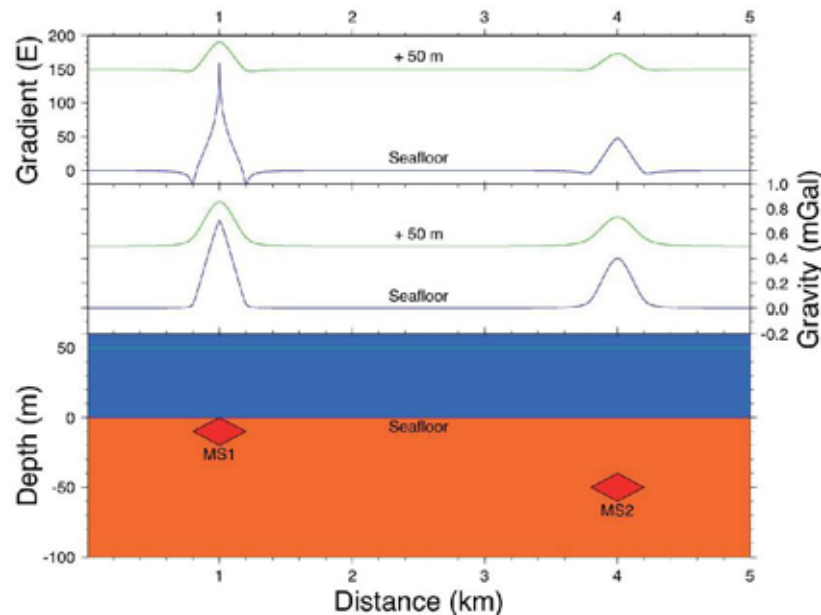 1 2 3 4 5
Gradient (E)
200
150
100
50
0
+ 50 m
Seafloor
Gravity (mGal)
1.0
0.8
0.6
0.4
0.2
0.0
-0.2
+ 50 m
Seafloor
Depth (m)
50
0
-50
-100
Seafloor
MS1
MS2
1 2 3 4 5
Distance (km)